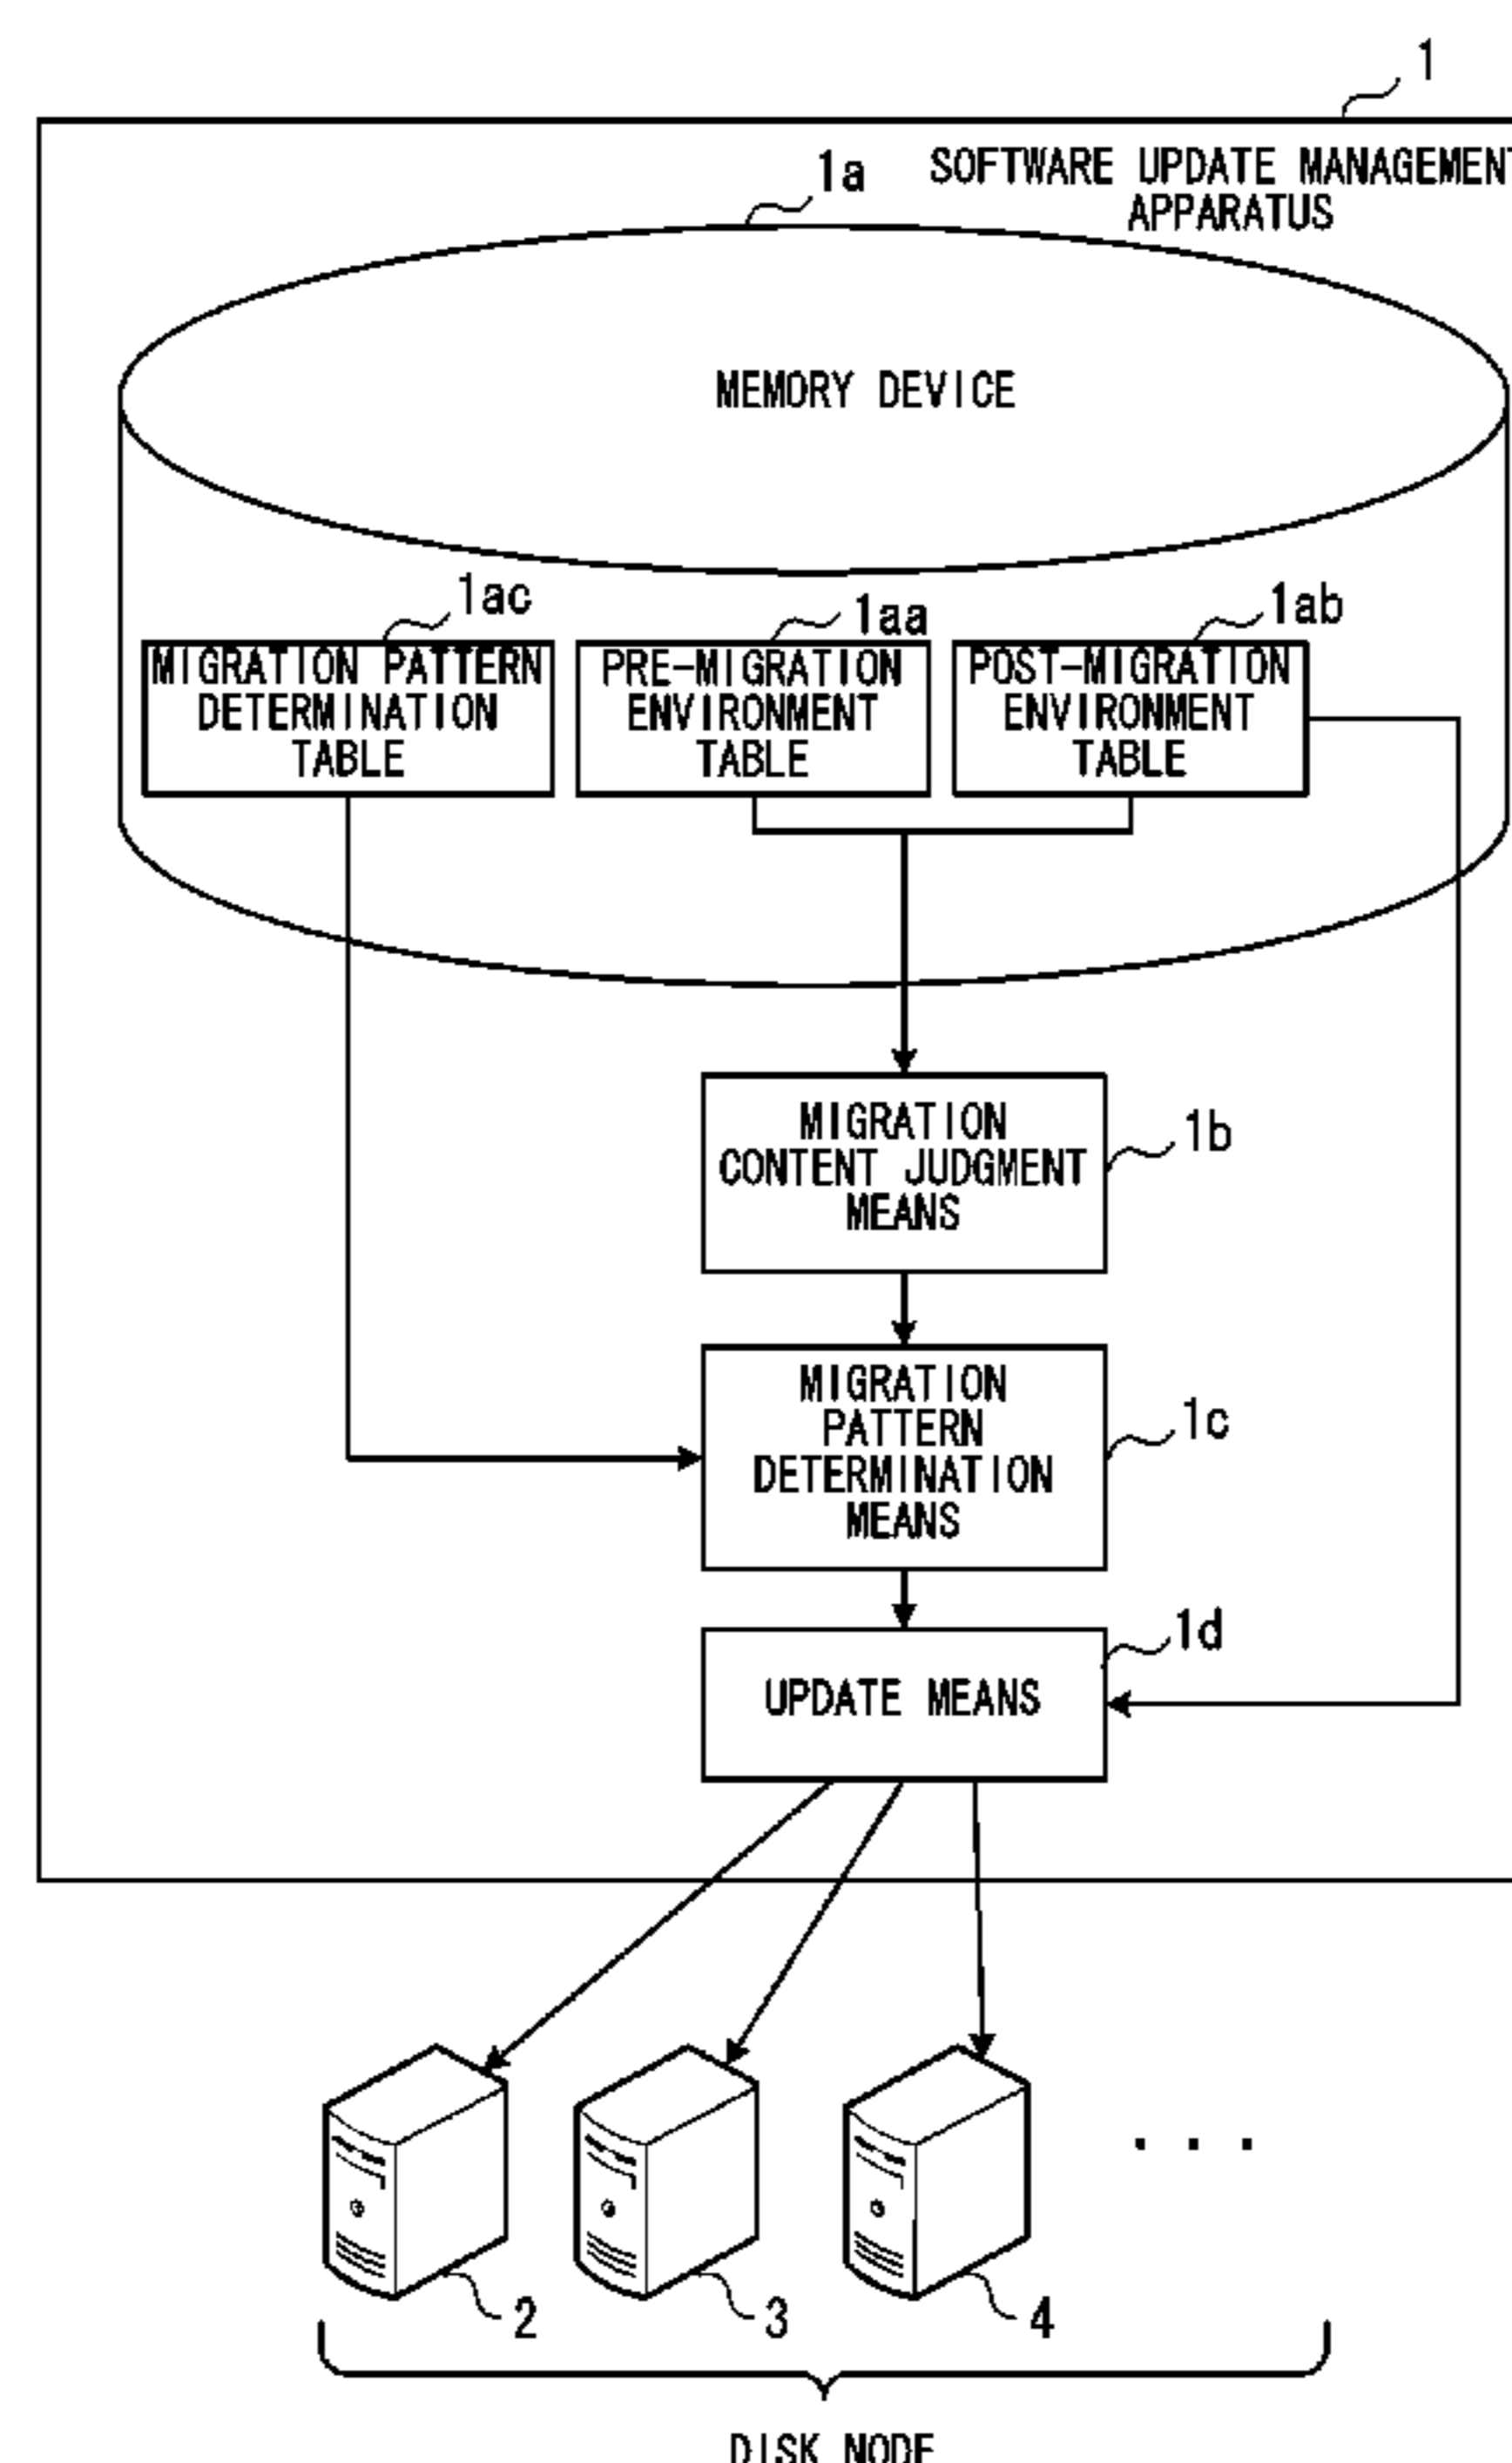 1
SOFTWARE UPDATE MANAGEMENT
APPARATUS
1a
MEMORY DEVICE
1ac
1aa
1ab
MIGRATION PATTERN
DETERMINATION
TABLE
PRE-MIGRATION
ENVIRONMENT
TABLE
POST-MIGRATION
ENVIRONMENT
TABLE
MIGRATION
CONTENT JUDGMENT
MEANS
1b
MIGRATION
PATTERN
DETERMINATION
MEANS
1c
1d
UPDATE MEANS
. . .
2
3
4
DISK NODE